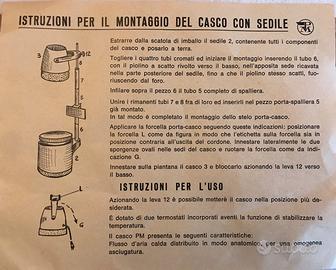 ISTRUZIONI PER IL MONTAGGIO DEL CASCO CON SEDILE
Estrarre dalla scatola di imballo il sedile 2, contenente tutti i componenti
del casco e posarlo a terra.
Togliere i quattro tubi cromati ed iniziare il montaggio inserendo il tubo 6,
con il piolino a scatto rivolto verso il basso, nell'apposita sede ricavata
nella parte posteriore del sedile, fino a che il piolino stesso scatti, fuo-
riuscendo dal foro.
Infilare sopra il pezzo 6 il tubo 5 completo di spalliera.
Unire i rimanenti tubi 7 e 8 fra di loro ed inserirli nel pezzo porta-spalliera 5
già montato.
In tal modo è completato il montaggio dello stelo porta-casco.
Applicare la forcella porta-casco seguendo queste indicazioni: posizionare
la forcella L come da figura in modo che l'etichetta sulla forcella sia in
posizione contraria all'uscita del cordone. Innestare lateralmente le due
sporgenze ovali nelle sedi del casco e ruotare la forcella come da indica-
zione G.
Innestare sulla piantana il casco 3 e bloccarlo azionando la leva 12 verso
il basso.
ISTRUZIONI PER L'USO
Azionando la leva 12 è possibile mettere il casco nella posizione più de-
siderata.
È dotato di due termostati incorporati aventi la funzione di stabilizzare la
temperatura.
Il casco PM presenta le seguenti caratteristiche:
Flusso d'aria calda distribuito in modo anatomico, per una omogenea
asciugatura.
3
12
8
L
G
Subito